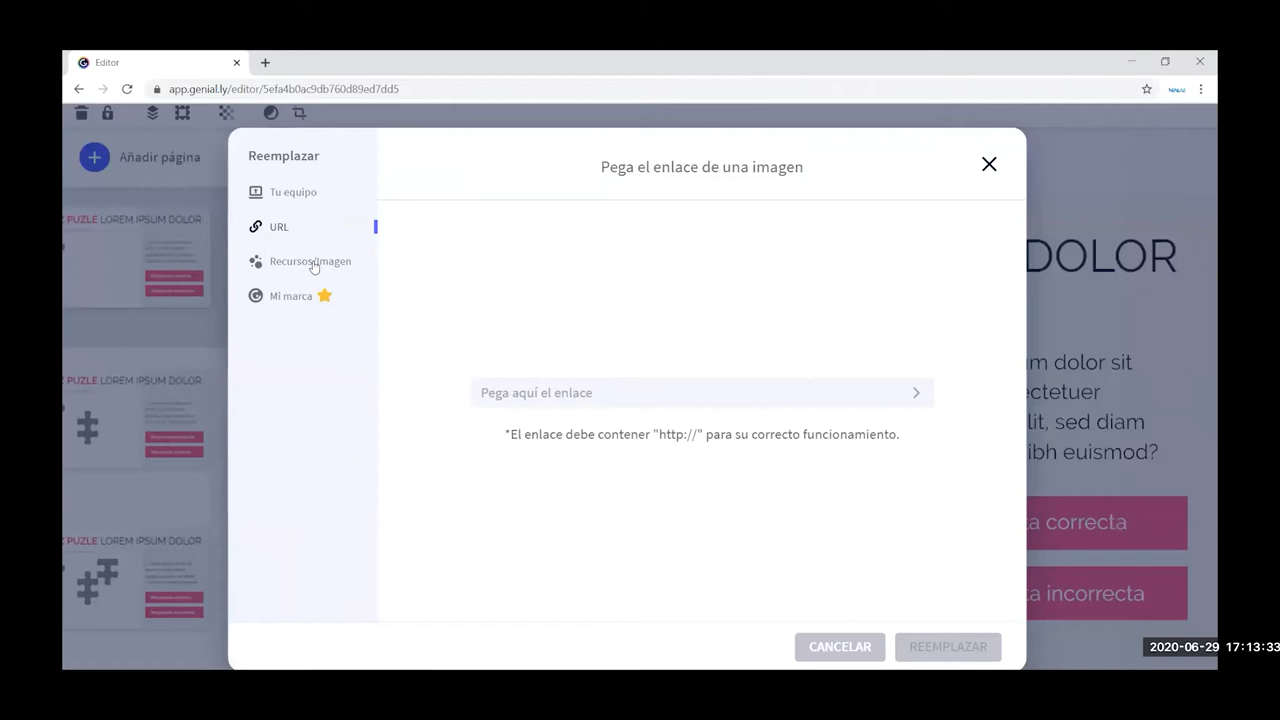 Editor
app.genial.ly/editor/5efa4b0ac9db760d89ed7dd5
Añadir página
Reemplazar
Tu equipo
URL
Recursos Imagen
Mi marca
Pega el enlace de una imagen
Pega aquí el enlace
*El enlace debe contener "http://" para su correcto funcionamiento.
CANCELAR
REEMPLAZAR
PUZLE LOREM IPSUM DOLOR
PUZLE LOREM IPSUM DOLOR
PUZLE LOREM IPSUM DOLOR
DOLOR
m dolor sit
ectetuer
lit, sed diam
ibh euismod?
ta correcta
ta incorrecta
2020-06-29 17:13:33